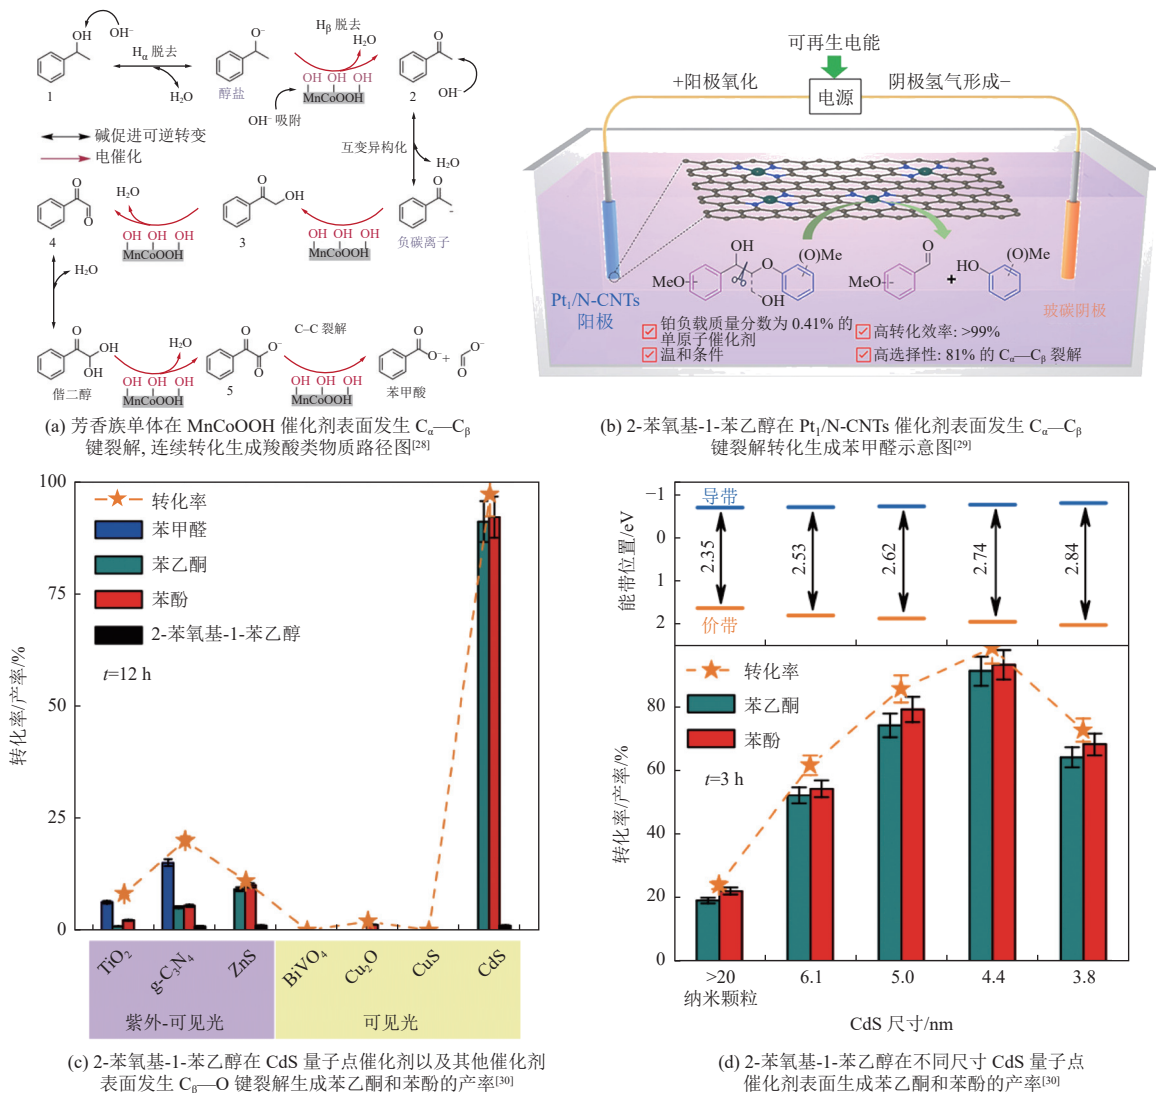 OH
OH⁻
Hα 脱去
H₂O
1
O⁻
醇盐
Hβ 脱去
H₂O
OH OH OH
MnCoOOH
OH⁻ 吸附
O
2
OH⁻
碱促进可逆转变
电催化
互变异构化
H₂O
O
O
4
H₂O
OH OH OH
MnCoOOH
O
OH
3
OH OH OH
MnCoOOH
O
-
负碳离子
H₂O
O
OH
OH
偕二醇
H₂O
OH OH OH
MnCoOOH
O
O⁻
O
5
C–C 裂解
OH OH OH
MnCoOOH
O
O⁻
+
O
O⁻
苯甲酸
(a) 芳香族单体在 MnCoOOH 催化剂表面发生 Cα—Cβ
键裂解, 连续转化生成羧酸类物质路径图[28]
可再生电能
+阳极氧化
电源
阴极氢气形成−
Pt₁/N-CNTs
阳极
玻碳阴极
OH
O
(O)Me
MeO
OH
O
MeO
+
HO
(O)Me
铂负载质量分数为 0.41% 的
单原子催化剂
温和条件
高转化效率: >99%
高选择性: 81% 的 Cα—Cβ 裂解
(b) 2-苯氧基-1-苯乙醇在 Pt₁/N-CNTs 催化剂表面发生 Cα—Cβ
键裂解转化生成苯甲醛示意图[29]
转化率/产率/%
100
75
50
25
0
转化率
苯甲醛
苯乙酮
苯酚
2-苯氧基-1-苯乙醇
t=12 h
TiO₂
g-C₃N₄
ZnS
BiVO₄
Cu₂O
CuS
CdS
紫外-可见光
可见光
(c) 2-苯氧基-1-苯乙醇在 CdS 量子点催化剂以及其他催化剂
表面发生 Cβ—O 键裂解生成苯乙酮和苯酚的产率[30]
能带位置/eV
−1
0
1
2
导带
价带
2.35
2.53
2.62
2.74
2.84
转化率/产率/%
80
60
40
20
0
转化率
苯乙酮
苯酚
t=3 h
>20
纳米颗粒
6.1
5.0
4.4
3.8
CdS 尺寸/nm
(d) 2-苯氧基-1-苯乙醇在不同尺寸 CdS 量子点
催化剂表面生成苯乙酮和苯酚的产率[30]